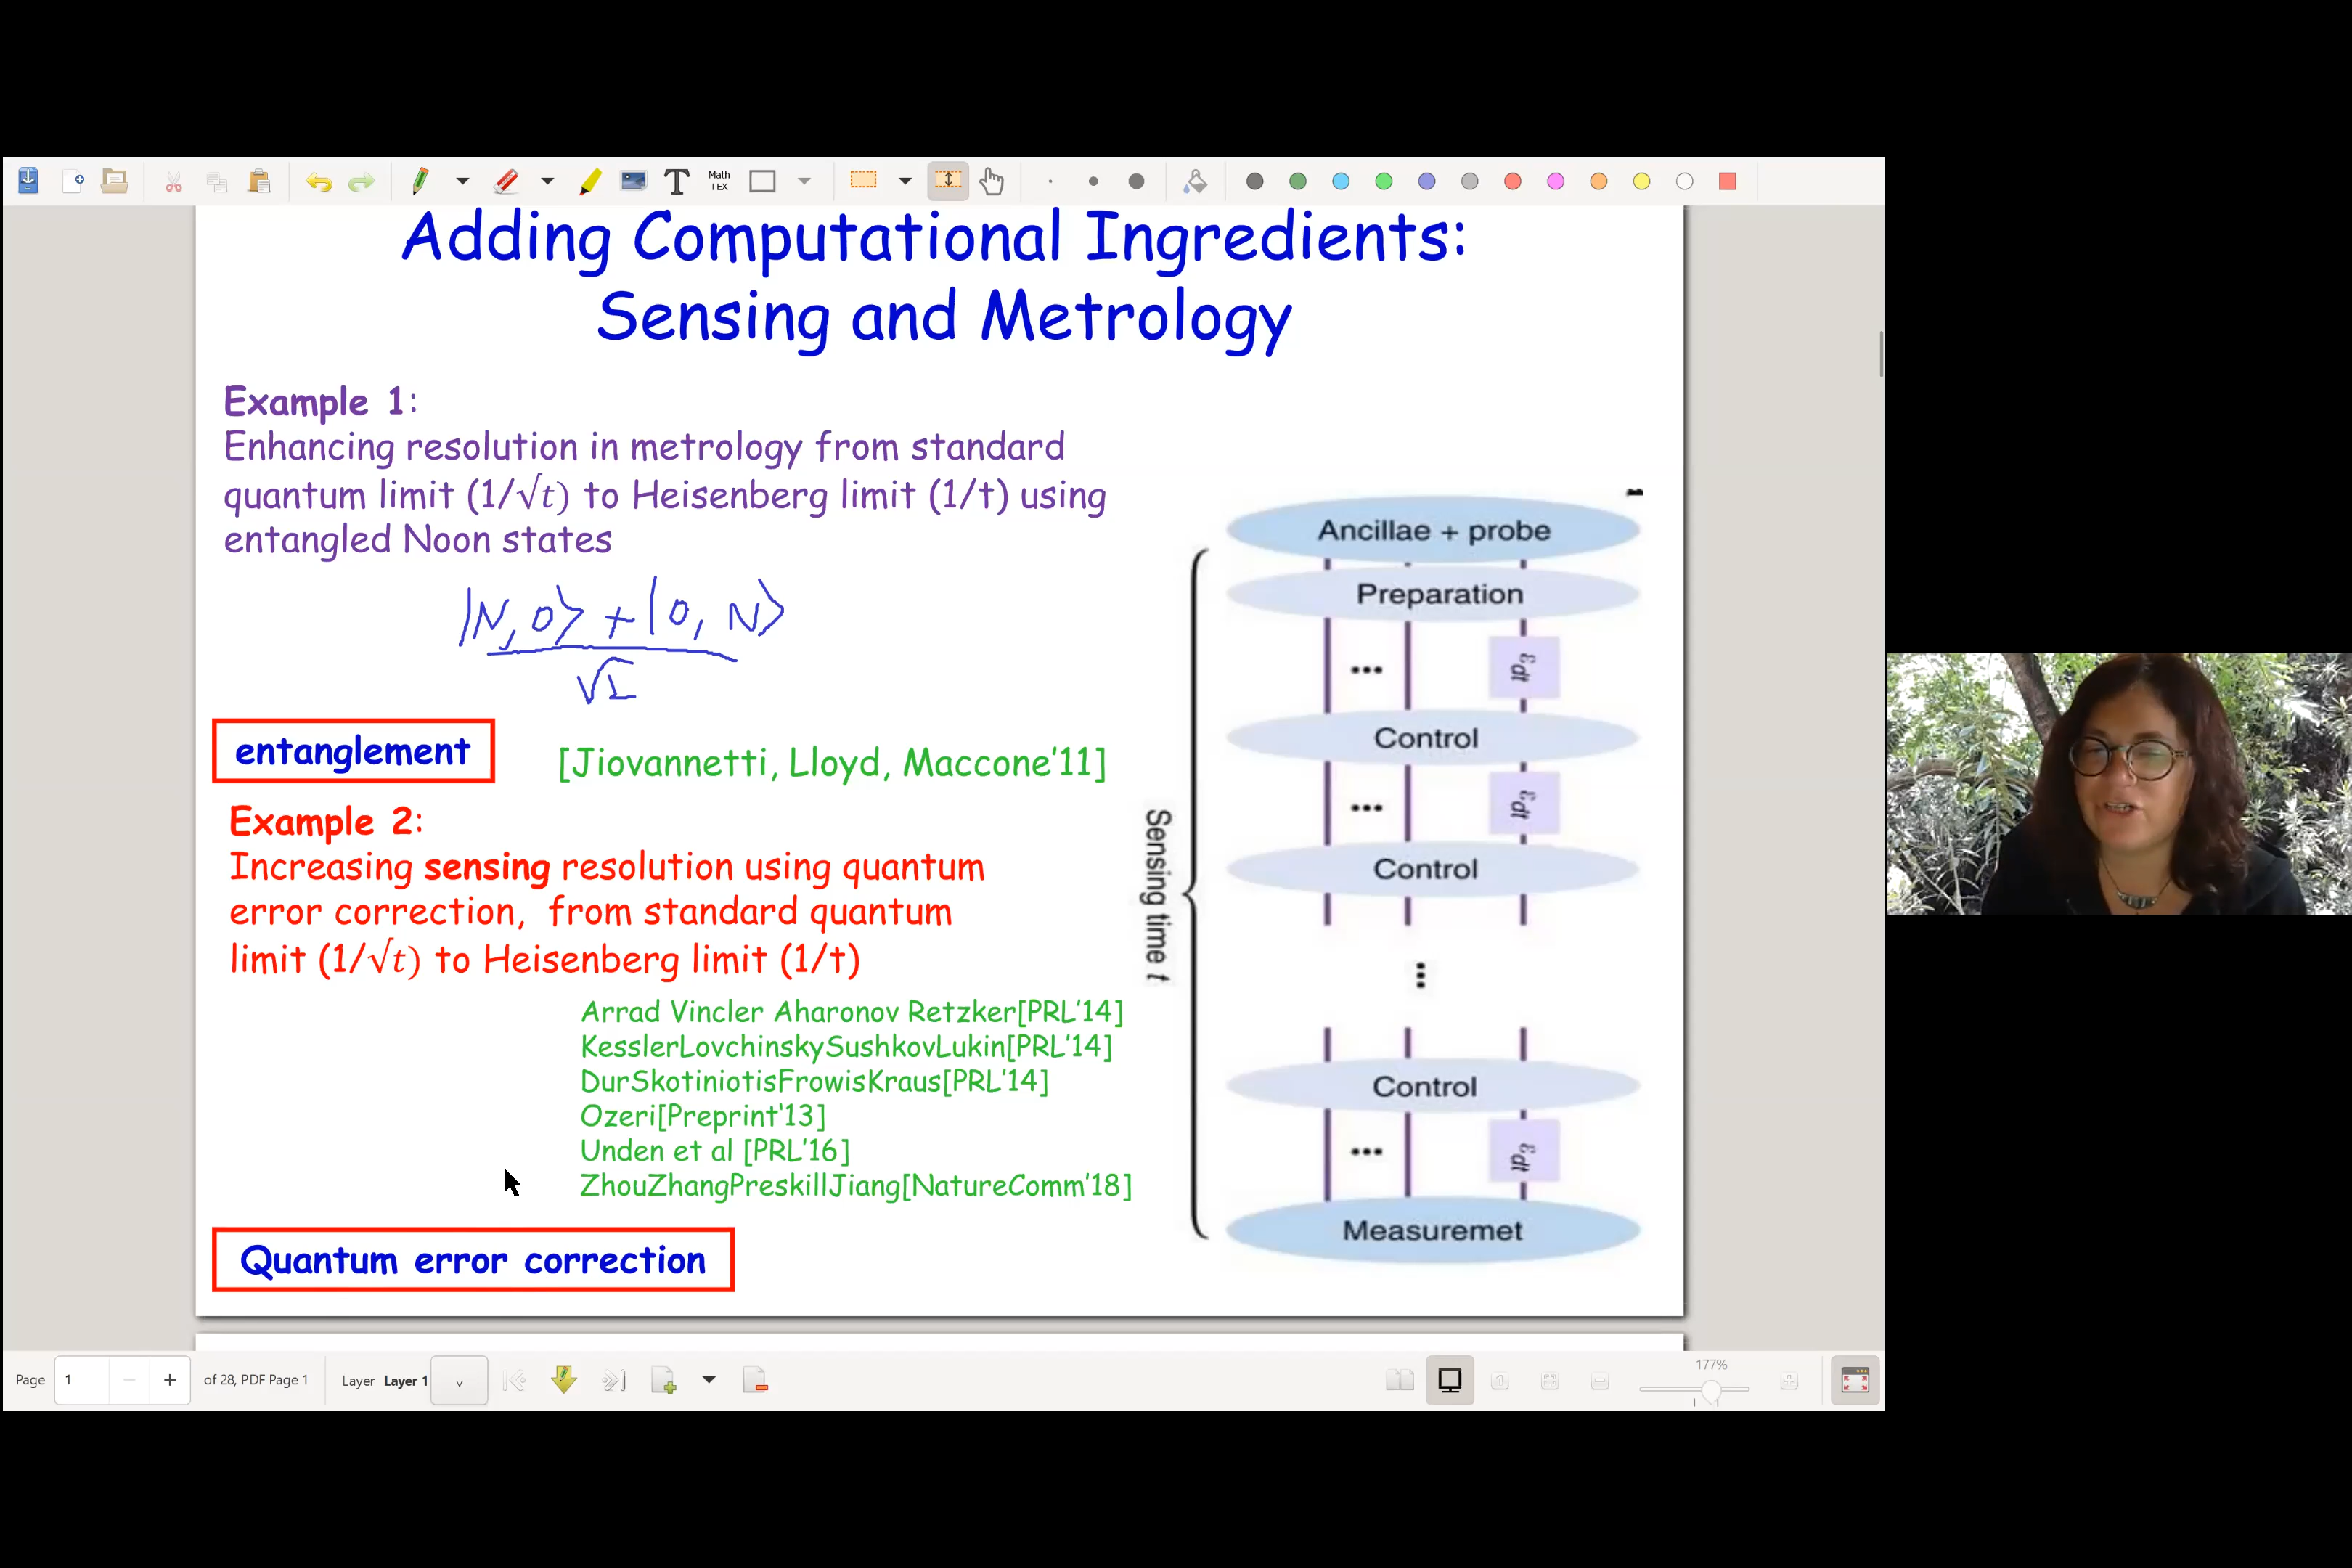 Math
TEX
Adding Computational Ingredients:
Sensing and Metrology
Example 1:
Enhancing resolution in metrology from standard
quantum limit (1/√t) to Heisenberg limit (1/t) using
entangled Noon states
|N, 0⟩ + |0, N⟩
√2
entanglement
[Jiovannetti, Lloyd, Maccone'11]
Example 2:
Increasing sensing resolution using quantum
error correction, from standard quantum
limit (1/√t) to Heisenberg limit (1/t)
Arrad Vincler Aharonov Retzker[PRL'14]
KesslerLovchinskySushkovLukin[PRL'14]
DurSkotiniotisFrowisKraus[PRL'14]
Ozeri[Preprint'13]
Unden et al [PRL'16]
ZhouZhangPreskillJiang[NatureComm'18]
Quantum error correction
Sensing time t
Ancillae + probe
Preparation
... ℰdt
Control
... ℰdt
Control
...
Control
... ℰdt
Measuremet
Page 1 − + of 28, PDF Page 1 Layer Layer 1 v
177%